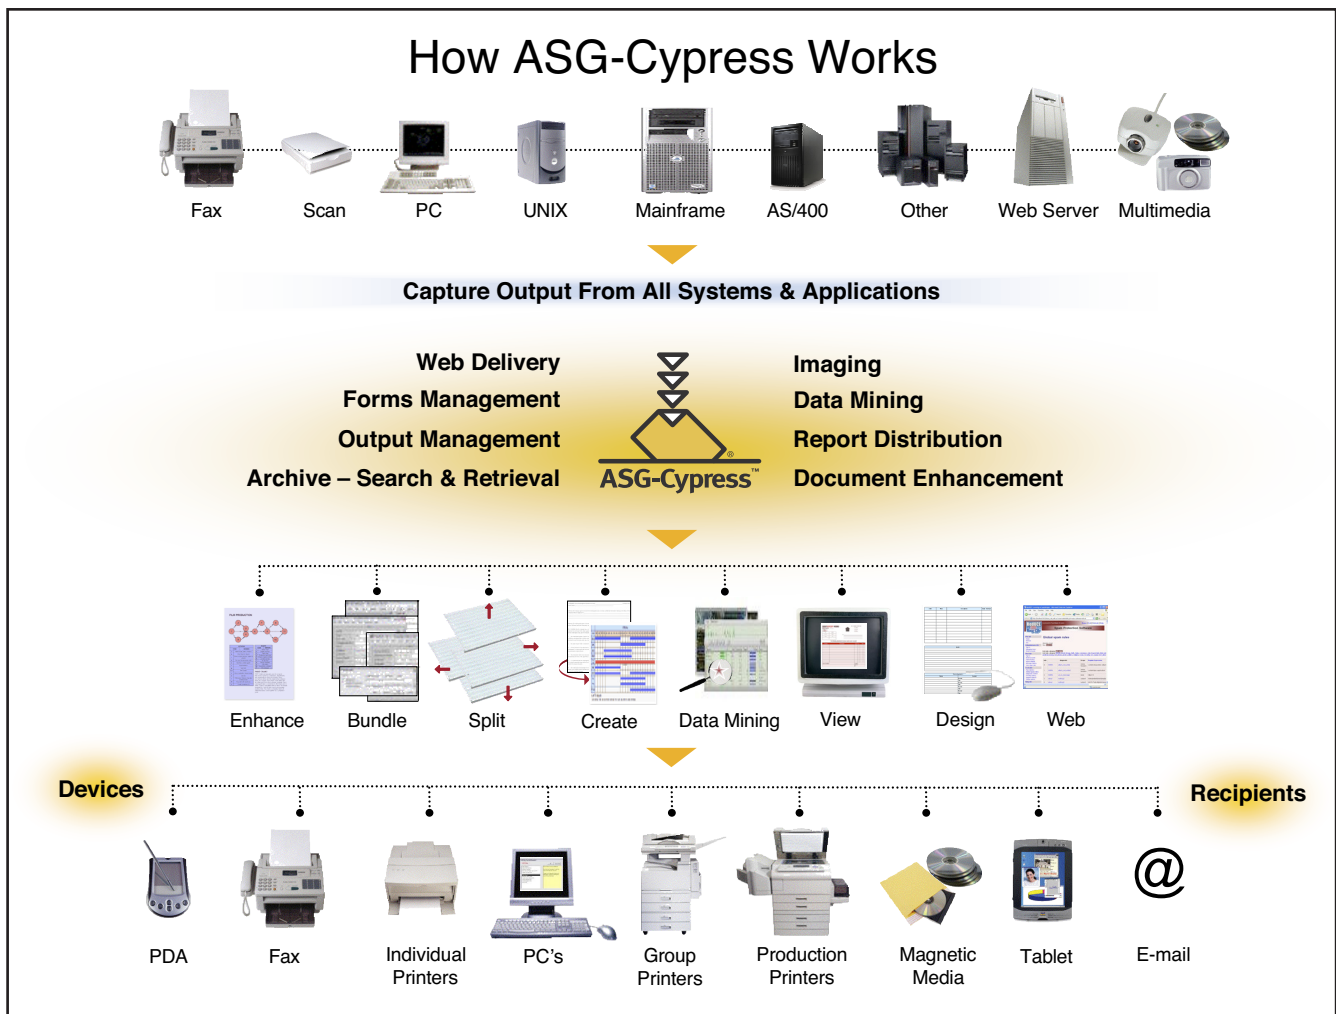 How ASG-Cypress Works
Fax
Scan
PC
UNIX
Mainframe
AS/400
Other
Web Server
Multimedia
Capture Output From All Systems & Applications
Web Delivery
Forms Management
Output Management
Archive – Search & Retrieval
®
ASG-Cypress™
Imaging
Data Mining
Report Distribution
Document Enhancement
Enhance
Bundle
Split
Create
Data Mining
View
Design
Web
Devices
Recipients
@
PDA
Fax
Individual
Printers
PC's
Group
Printers
Production
Printers
Magnetic
Media
Tablet
E-mail